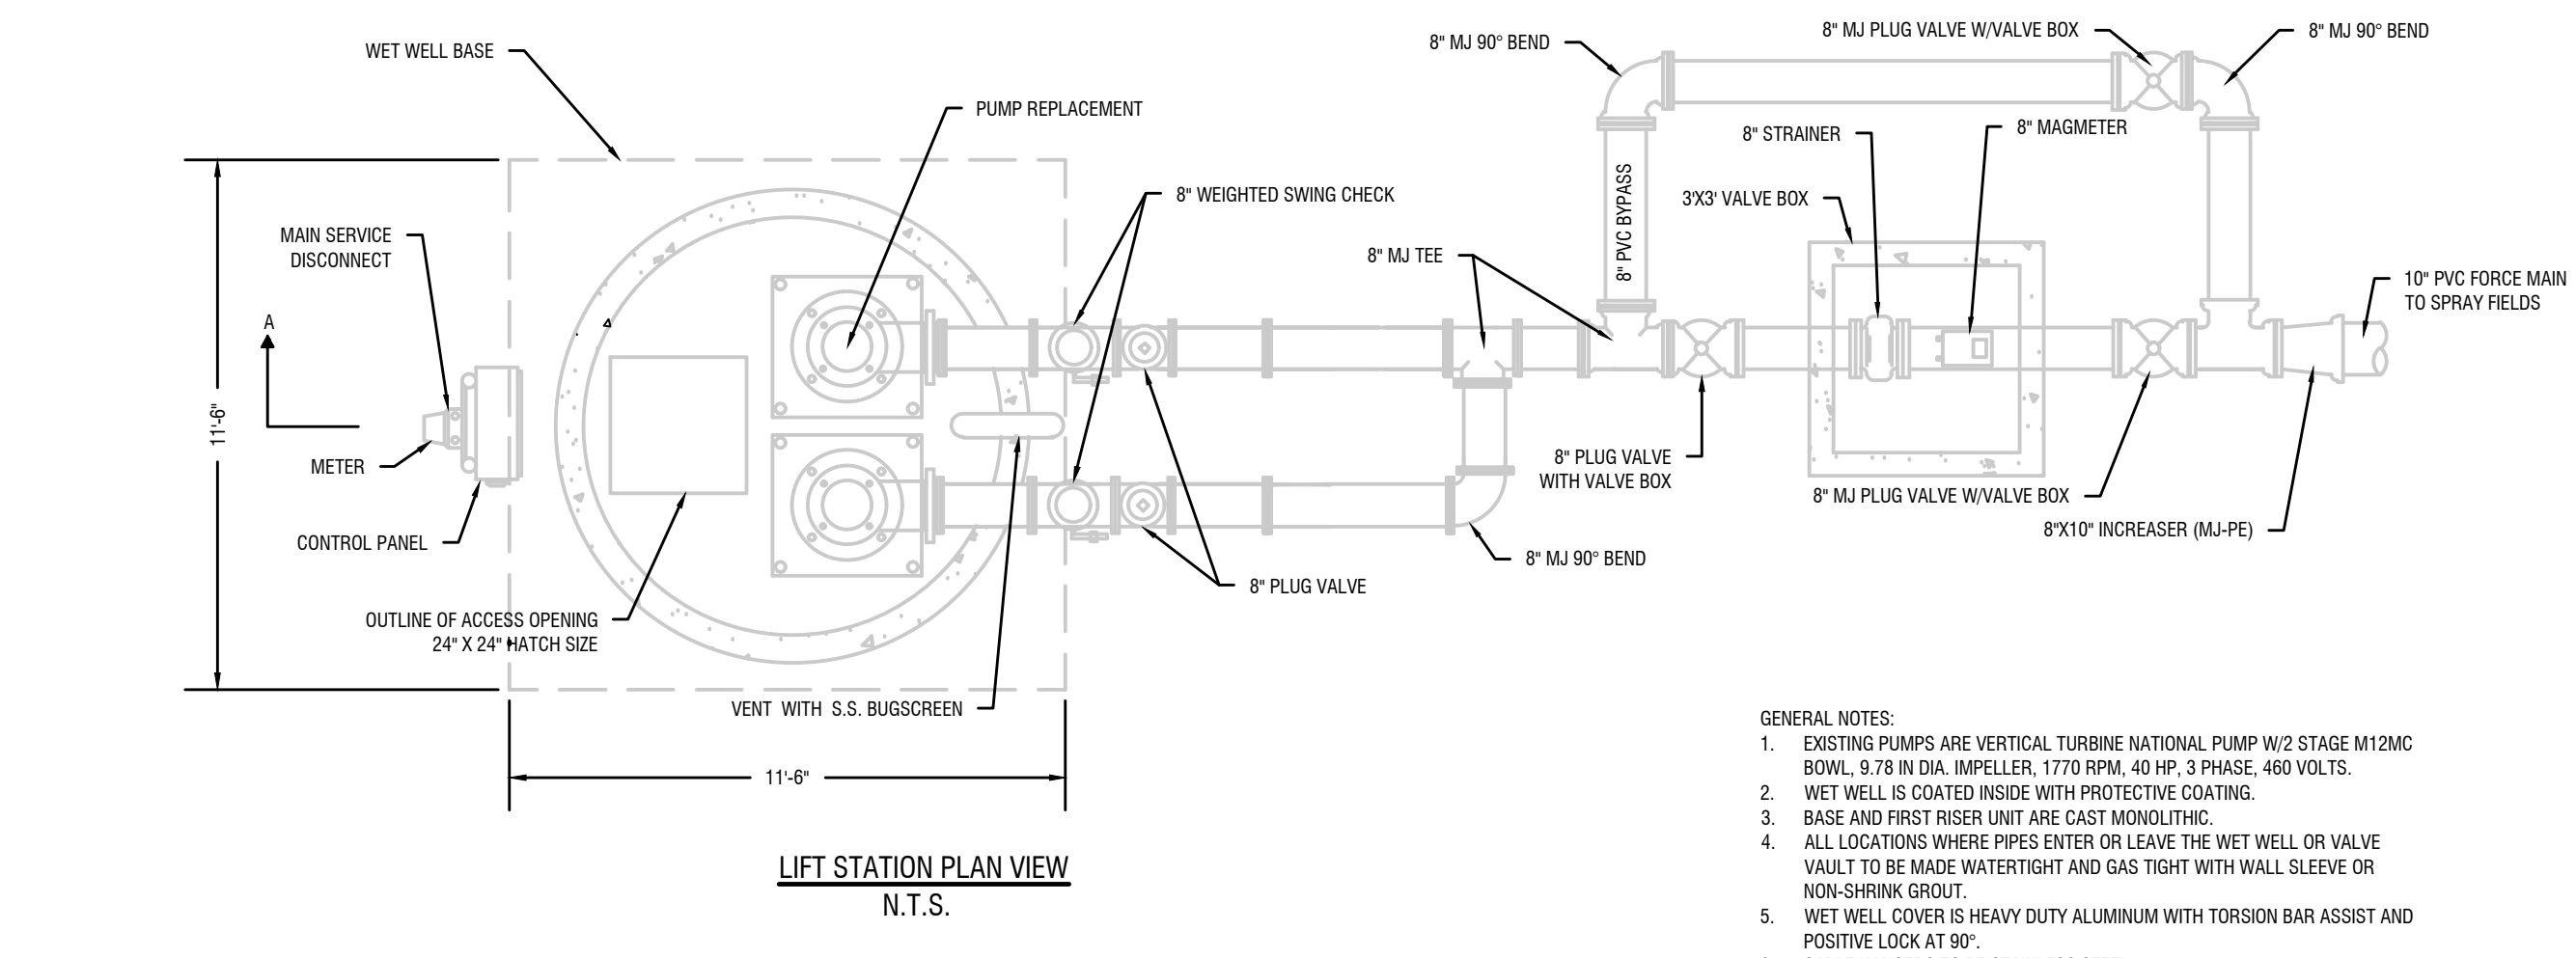 WET WELL BASE
PUMP REPLACEMENT
8" MJ 90° BEND
8" MJ PLUG VALVE W/VALVE BOX
8" MJ 90° BEND
8" STRAINER
8" MAGMETER
8" WEIGHTED SWING CHECK
3'X3' VALVE BOX
8" PVC BYPASS
MAIN SERVICE
DISCONNECT
8" MJ TEE
10" PVC FORCE MAIN
TO SPRAY FIELDS
A
11'-6"
METER
8" PLUG VALVE
WITH VALVE BOX
8" MJ PLUG VALVE W/VALVE BOX
8"X10" INCREASER (MJ-PE)
CONTROL PANEL
8" MJ 90° BEND
8" PLUG VALVE
OUTLINE OF ACCESS OPENING
24" X 24" HATCH SIZE
VENT WITH S.S. BUGSCREEN
11'-6"
LIFT STATION PLAN VIEW
N.T.S.
GENERAL NOTES:
1. EXISTING PUMPS ARE VERTICAL TURBINE NATIONAL PUMP W/2 STAGE M12MC
BOWL, 9.78 IN DIA. IMPELLER, 1770 RPM, 40 HP, 3 PHASE, 460 VOLTS.
2. WET WELL IS COATED INSIDE WITH PROTECTIVE COATING.
3. BASE AND FIRST RISER UNIT ARE CAST MONOLITHIC.
4. ALL LOCATIONS WHERE PIPES ENTER OR LEAVE THE WET WELL OR VALVE
VAULT TO BE MADE WATERTIGHT AND GAS TIGHT WITH WALL SLEEVE OR
NON-SHRINK GROUT.
5. WET WELL COVER IS HEAVY DUTY ALUMINUM WITH TORSION BAR ASSIST AND
POSITIVE LOCK AT 90°.